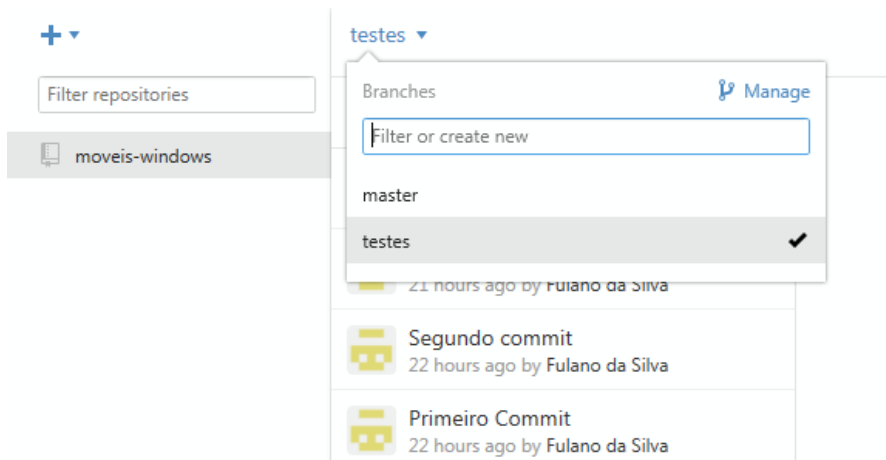 testes
Filter repositories
moveis-windows
Branches
Manage
Filter or create new
master
testes
21 hours ago by Fulano da Silva
Segundo commit
22 hours ago by Fulano da Silva
Primeiro Commit
22 hours ago by Fulano da Silva